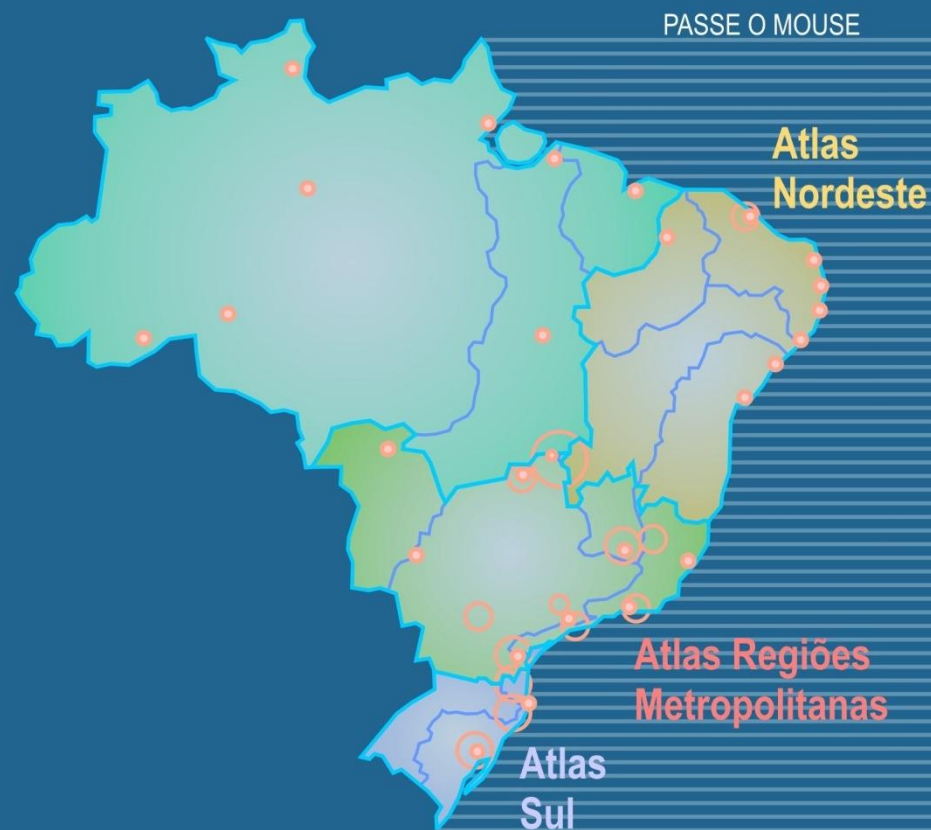 PASSE O MOUSE
Atlas
Nordeste
Atlas Regiões
Metropolitanas
Atlas
Sul